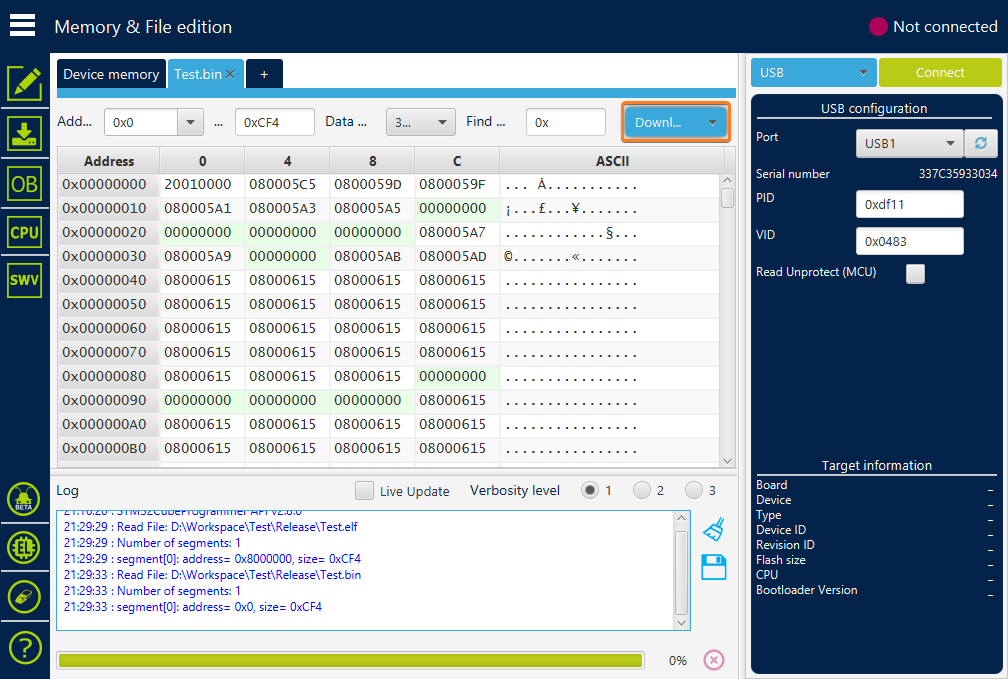 Memory & File edition
Not connected
Device memory
Test.bin
+
Add...
0x0
...
0xCF4
Data ...
3...
Find ...
0x
Downl...
Address 0 4 8 C ASCII
0x00000000 20010000 080005C5 0800059D 0800059F ... Å...........
0x00000010 080005A1 080005A3 080005A5 00000000 ¡...£...¥.......
0x00000020 00000000 00000000 00000000 080005A7 ............§...
0x00000030 080005A9 00000000 080005AB 080005AD ©.......«.......
0x00000040 08000615 08000615 08000615 08000615 ................
0x00000050 08000615 08000615 08000615 08000615 ................
0x00000060 08000615 08000615 08000615 08000615 ................
0x00000070 08000615 08000615 08000615 08000615 ................
0x00000080 08000615 08000615 08000615 00000000 ................
0x00000090 00000000 00000000 00000000 08000615 ................
0x000000A0 08000615 08000615 08000615 08000615 ................
0x000000B0 08000615 08000615 08000615 08000615 ................
OB
CPU
SWV
BETA
EL
?
Log
Live Update
Verbosity level
1
2
3
21:16:20 : STM32CubeProgrammer API v2.8.0
21:29:29 : Read File: D:\Workspace\Test\Release\Test.elf
21:29:29 : Number of segments: 1
21:29:29 : segment[0]: address= 0x8000000, size= 0xCF4
21:29:33 : Read File: D:\Workspace\Test\Release\Test.bin
21:29:33 : Number of segments: 1
21:29:33 : segment[0]: address= 0x0, size= 0xCF4
0%
USB
Connect
USB configuration
Port
USB1
Serial number 337C35933034
PID
0xdf11
VID
0x0483
Read Unprotect (MCU)
Target information
Board –
Device –
Type –
Device ID –
Revision ID –
Flash size –
CPU –
Bootloader Version –